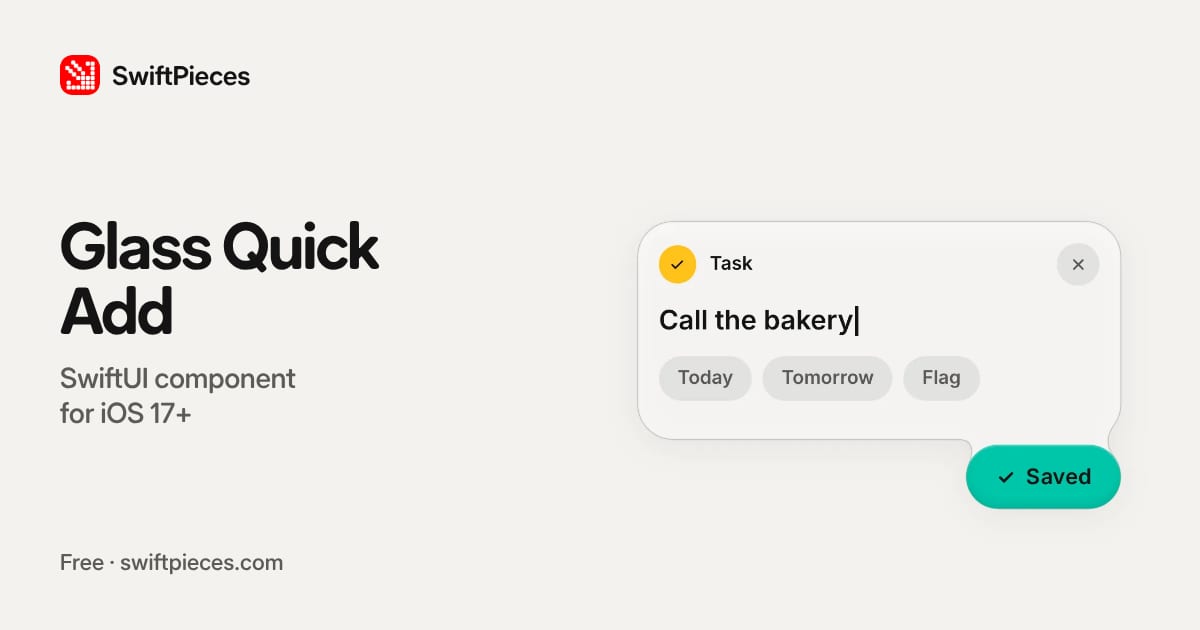 SwiftPieces
Glass Quick
Add
SwiftUI component
for iOS 17+
Free · swiftpieces.com
Task
Call the bakery
Today
Tomorrow
Flag
Saved